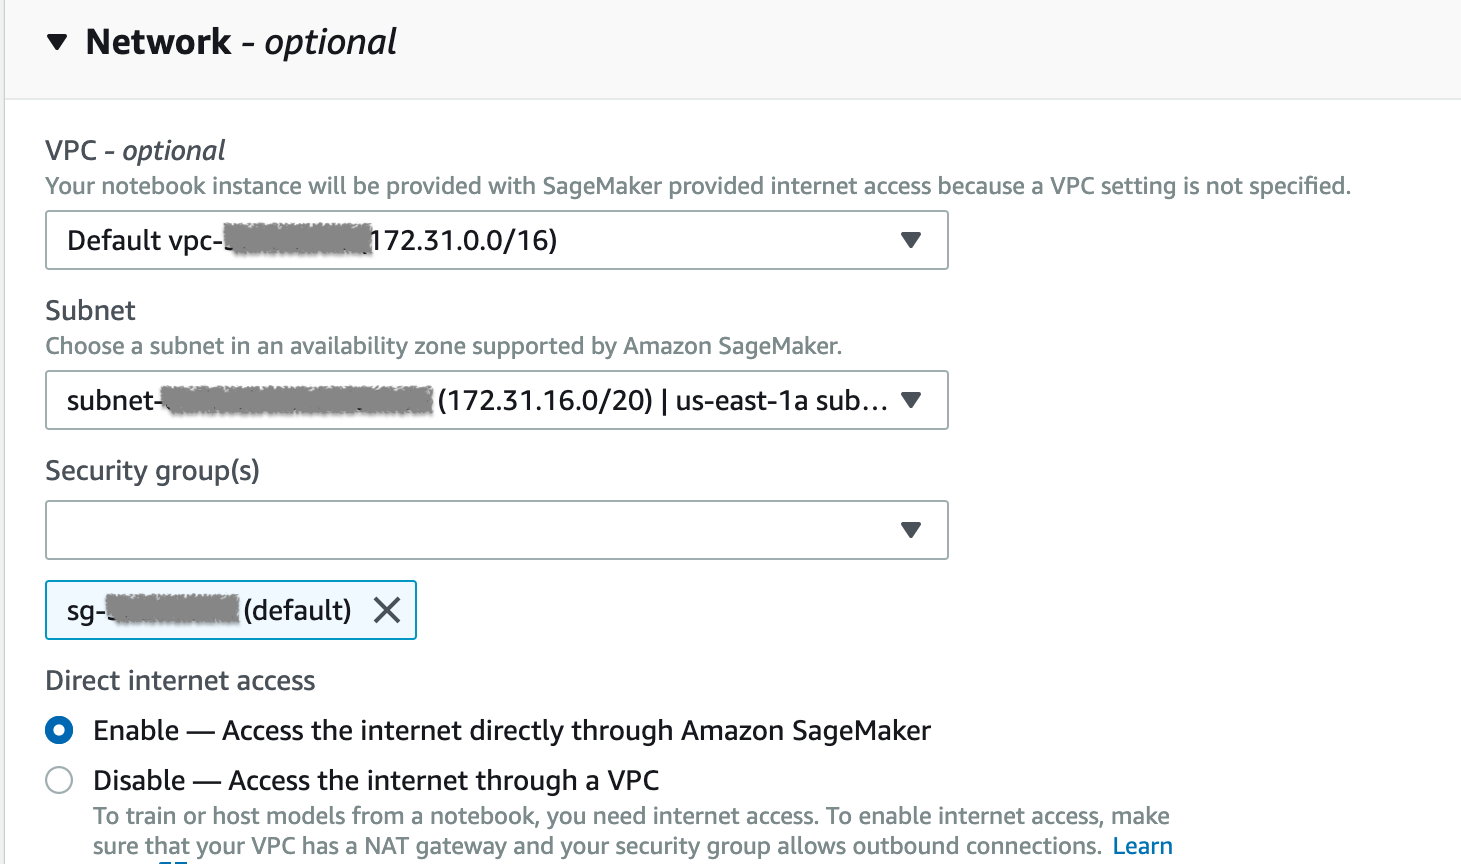 Network - optional
VPC - optional
Your notebook instance will be provided with SageMaker provided internet access because a VPC setting is not specified.
Default vpc- 172.31.0.0/16)
Subnet
Choose a subnet in an availability zone supported by Amazon SageMaker.
subnet- (172.31.16.0/20) | us-east-1a sub...
Security group(s)
sg- (default)
Direct internet access
Enable — Access the internet directly through Amazon SageMaker
Disable — Access the internet through a VPC
To train or host models from a notebook, you need internet access. To enable internet access, make
sure that your VPC has a NAT gateway and your security group allows outbound connections. Learn